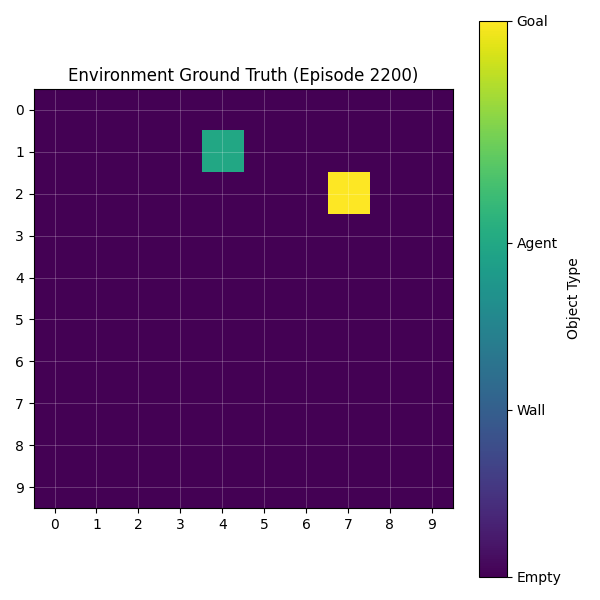 Environment Ground Truth (Episode 2200)
0
1
2
3
4
5
6
7
8
9
0 1 2 3 4 5 6 7 8 9
Goal
Agent
Wall
Empty
Object Type